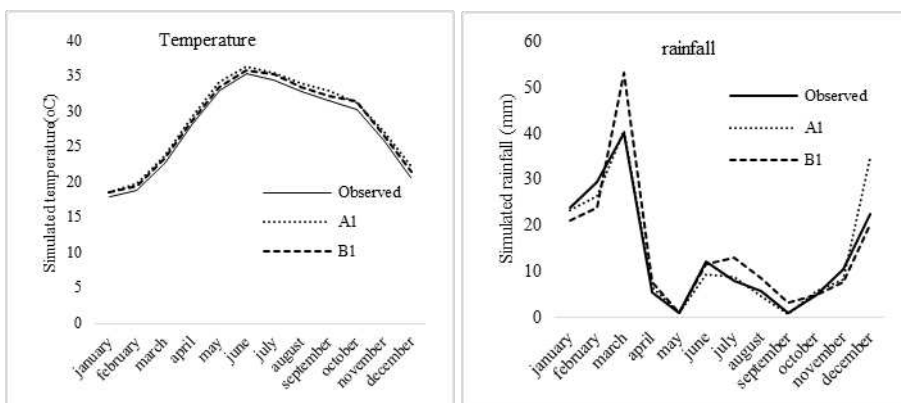 Temperature
40
35
30
25
20
15
10
5
0
Simulated temperature(oC)
Observed
A1
B1
january
february
march
april
may
june
july
august
september
october
november
december
rainfall
60
50
40
30
20
10
0
Simulated rainfall (mm)
Observed
A1
B1
january
february
march
april
may
june
july
august
september
october
november
december